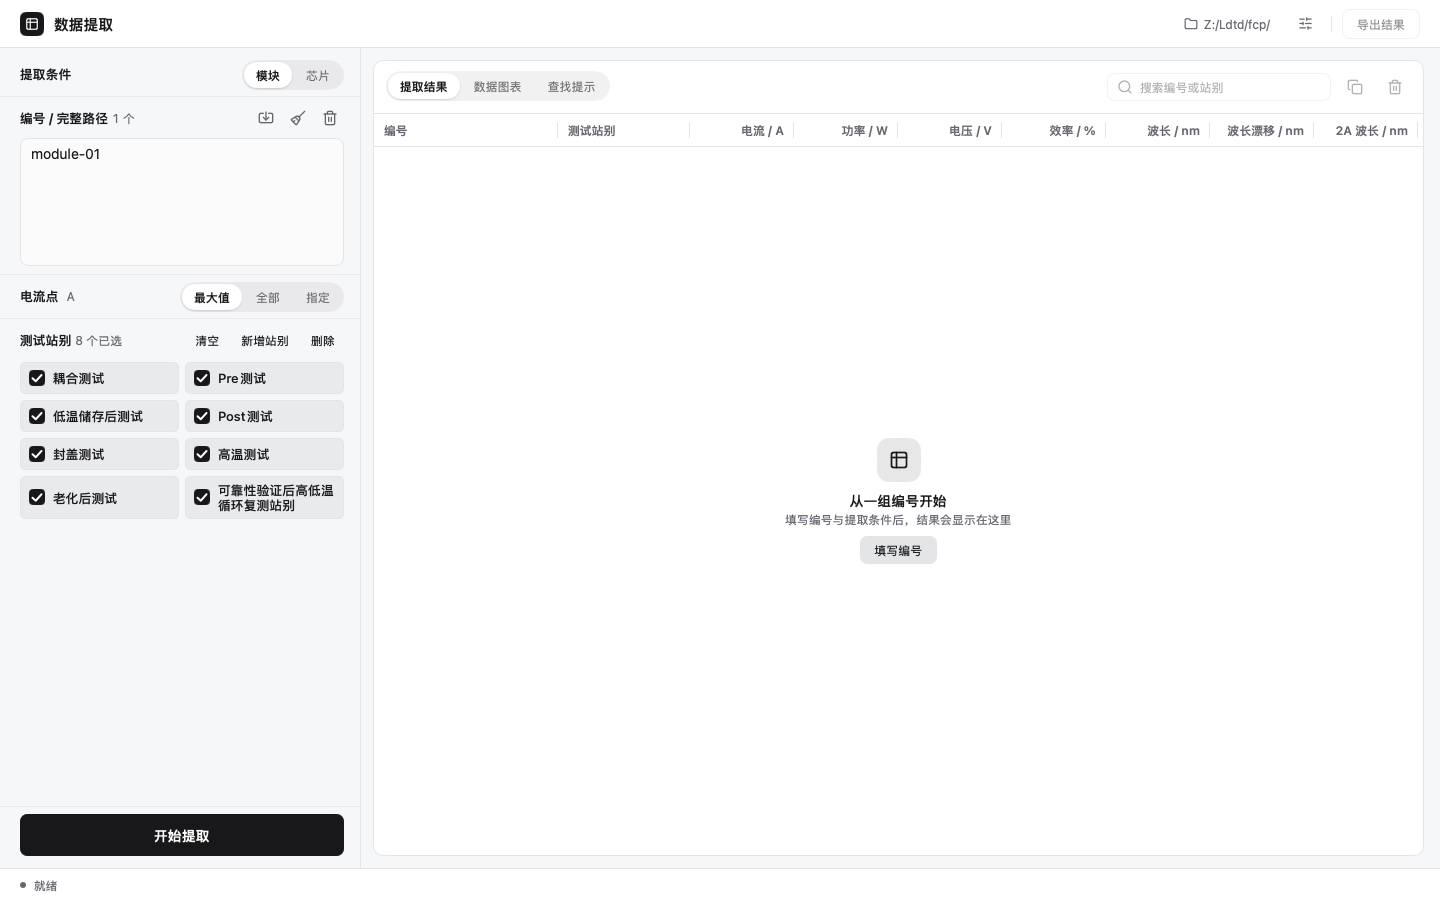 数据提取
Z:/Ldtd/fcp/
导出结果
提取条件
模块
芯片
编号 / 完整路径 1 个
module-01
电流点 A
最大值
全部
指定
测试站别 8 个已选
清空
新增站别
删除
耦合测试
Pre 测试
低温储存后测试
Post 测试
封盖测试
高温测试
老化后测试
可靠性验证后高低温
循环复测站别
开始提取
就绪
提取结果
数据图表
查找提示
搜索编号或站别
编号
测试站别
电流 / A
功率 / W
电压 / V
效率 / %
波长 / nm
波长漂移 / nm
2A 波长 / nm
从一组编号开始
填写编号与提取条件后，结果会显示在这里
填写编号